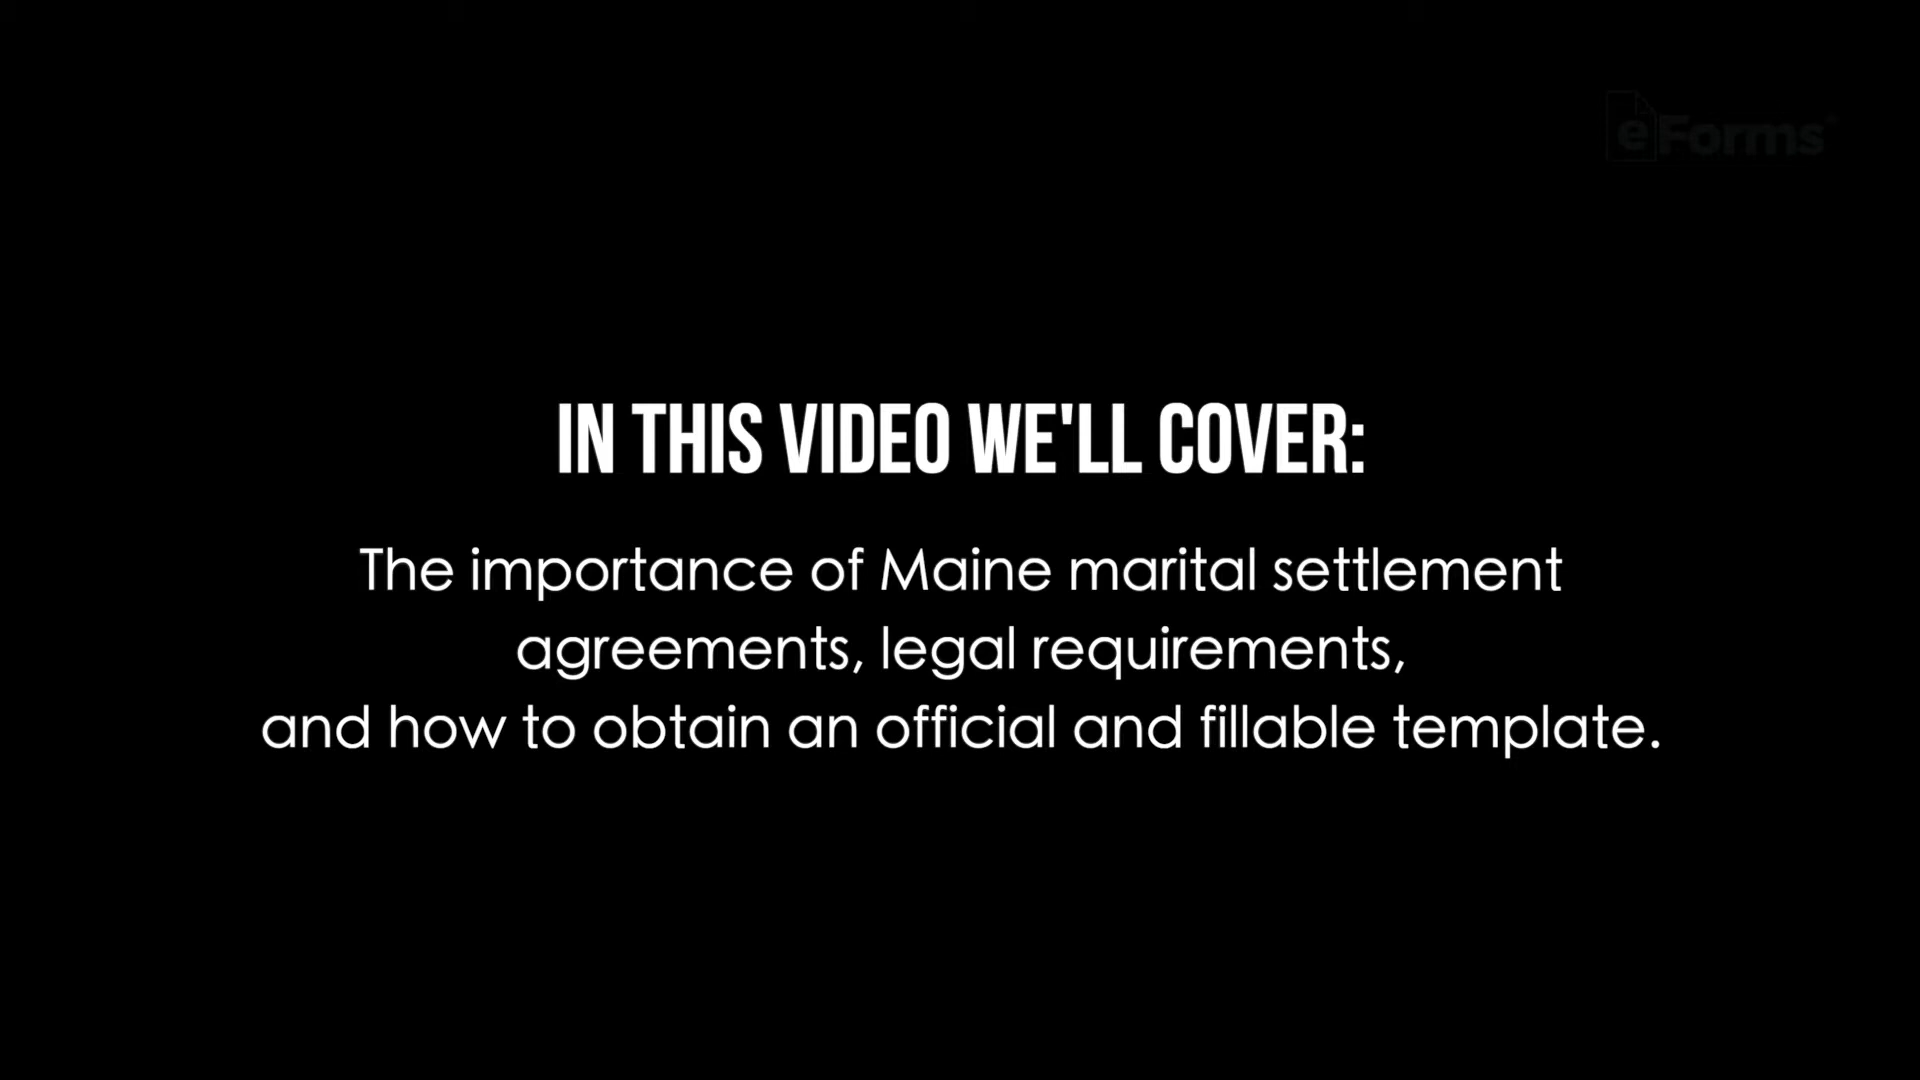 eForms®
IN THIS VIDEO WE'LL COVER:
The importance of Maine marital settlement
agreements, legal requirements,
and how to obtain an official and fillable template.